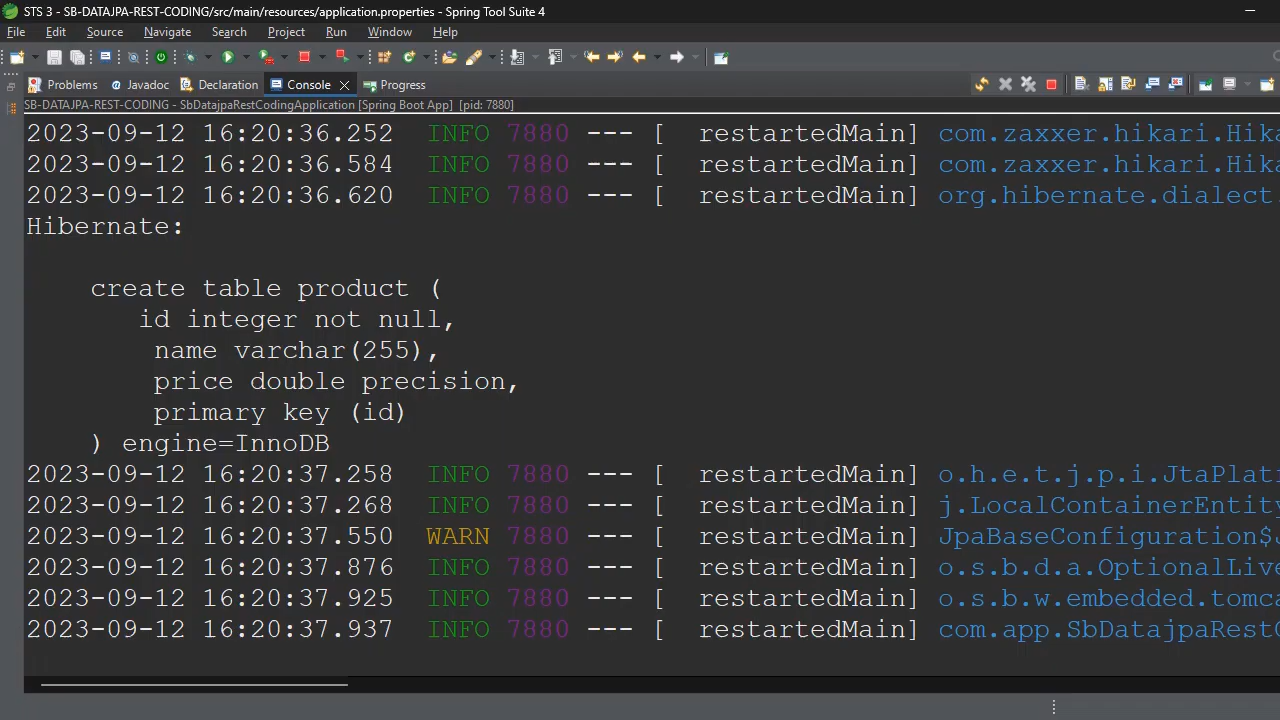 STS 3 - SB-DATAJPA-REST-CODING/src/main/resources/application.properties - Spring Tool Suite 4
File Edit Source Navigate Search Project Run Window Help
Problems @ Javadoc Declaration Console Progress
SB-DATAJPA-REST-CODING - SbDatajpaRestCodingApplication [Spring Boot App] [pid: 7880]
2023-09-12 16:20:36.252 INFO 7880 --- [ restartedMain] com.zaxxer.hikari.Hika
2023-09-12 16:20:36.584 INFO 7880 --- [ restartedMain] com.zaxxer.hikari.Hika
2023-09-12 16:20:36.620 INFO 7880 --- [ restartedMain] org.hibernate.dialect.
Hibernate:
create table product (
id integer not null,
name varchar(255),
price double precision,
primary key (id)
) engine=InnoDB
2023-09-12 16:20:37.258 INFO 7880 --- [ restartedMain] o.h.e.t.j.p.i.JtaPlati
2023-09-12 16:20:37.268 INFO 7880 --- [ restartedMain] j.LocalContainerEntity
2023-09-12 16:20:37.550 WARN 7880 --- [ restartedMain] JpaBaseConfiguration$J
2023-09-12 16:20:37.876 INFO 7880 --- [ restartedMain] o.s.b.d.a.OptionalLive
2023-09-12 16:20:37.925 INFO 7880 --- [ restartedMain] o.s.b.w.embedded.tomca
2023-09-12 16:20:37.937 INFO 7880 --- [ restartedMain] com.app.SbDatajpaRestC